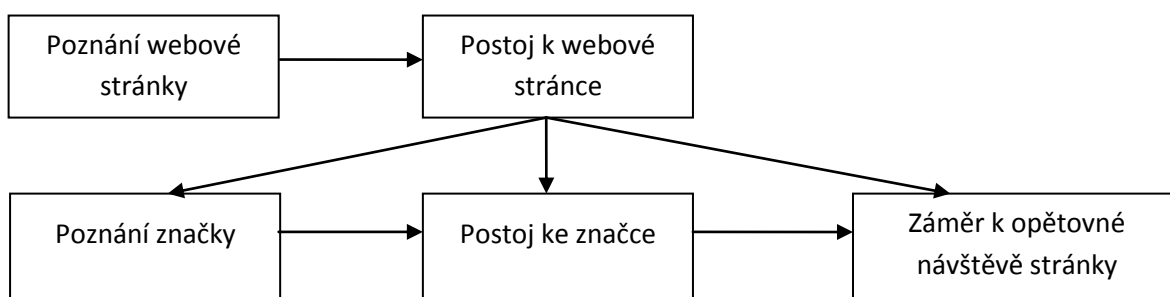 Poznání webové
stránky
Postoj k webové
stránce
Poznání značky
Postoj ke značce
Záměr k opětovné
návštěvě stránky